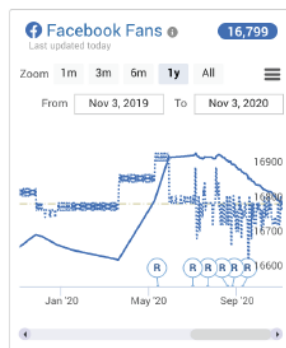 Facebook Fans 16,799
Last updated today
Zoom 1m 3m 6m 1y All
From Nov 3, 2019 To Nov 3, 2020
16900
16800
16700
16600
R R R R R R
Jan '20 May '20 Sep '20